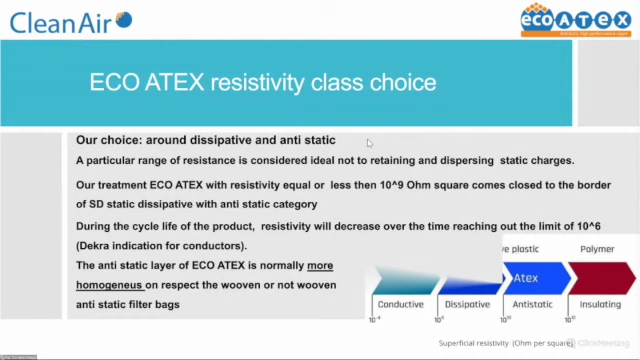 CleanAir
ecoATEX
ECO ATEX resistivity class choice
Our choice: around dissipative and anti static
A particular range of resistance is considered ideal not to retaining and dispersing static charges.
Our treatment ECO ATEX with resistivity equal or less then 10^9 Ohm square comes closed to the border
of SD static dissipative with anti static category
During the cycle life of the product, resistivity will decrease over the time reaching out the limit of 10^6
(Dekra indication for conductors).
The anti static layer of ECO ATEX is normally more
homogeneus on respect the wooven or not wooven
anti static filter bags
ve plastic Polymer
Atex
Conductive Dissipative Antistatic Insulating
Superficial resistivity (Ohm per square)
ClickMeeting